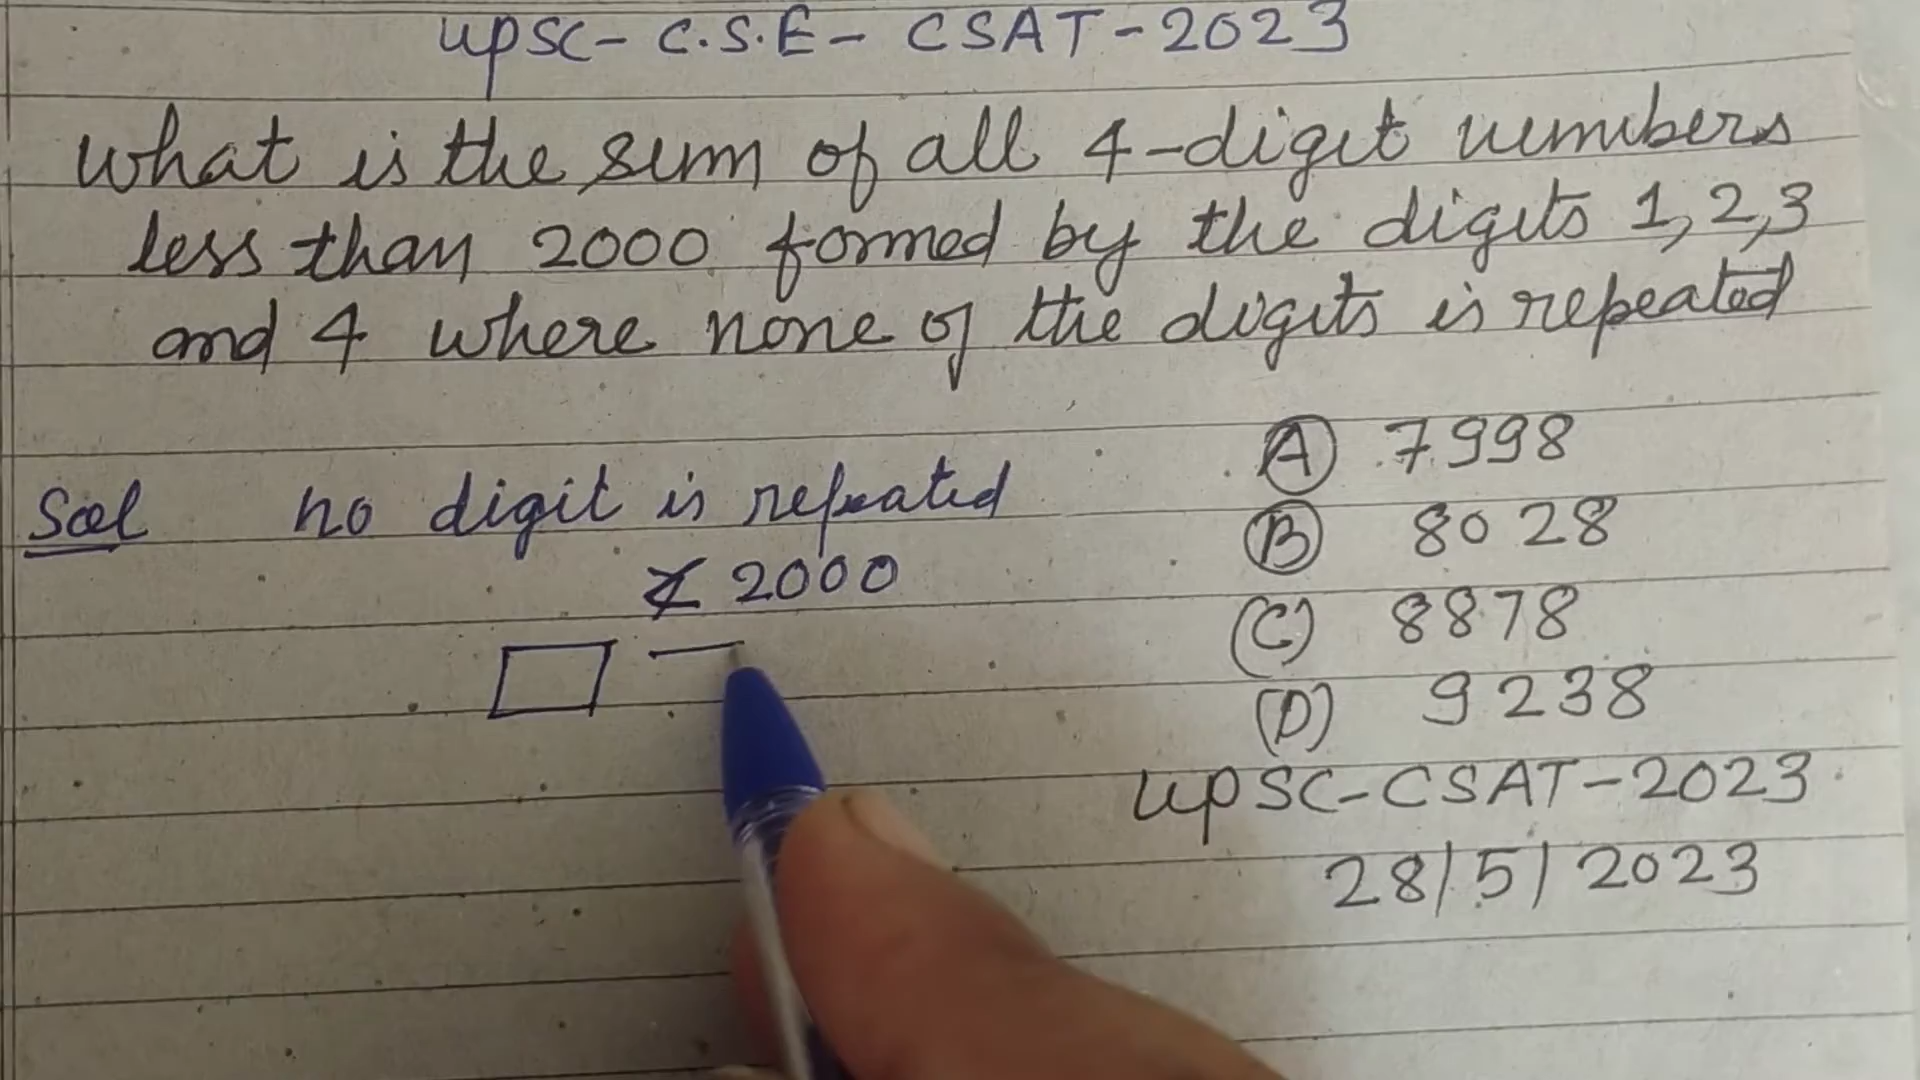 UPSC- C.S.E- CSAT-2023
what is the sum of all 4-digit numbers
less than 2000 formed by the digits 1,2,3
and 4 where none of the digits is repeated
Sol no digit is repeated
< 2000
(A) 7998
(B) 8028
(C) 8878
(D) 9238
UPSC-CSAT-2023
28/5/2023